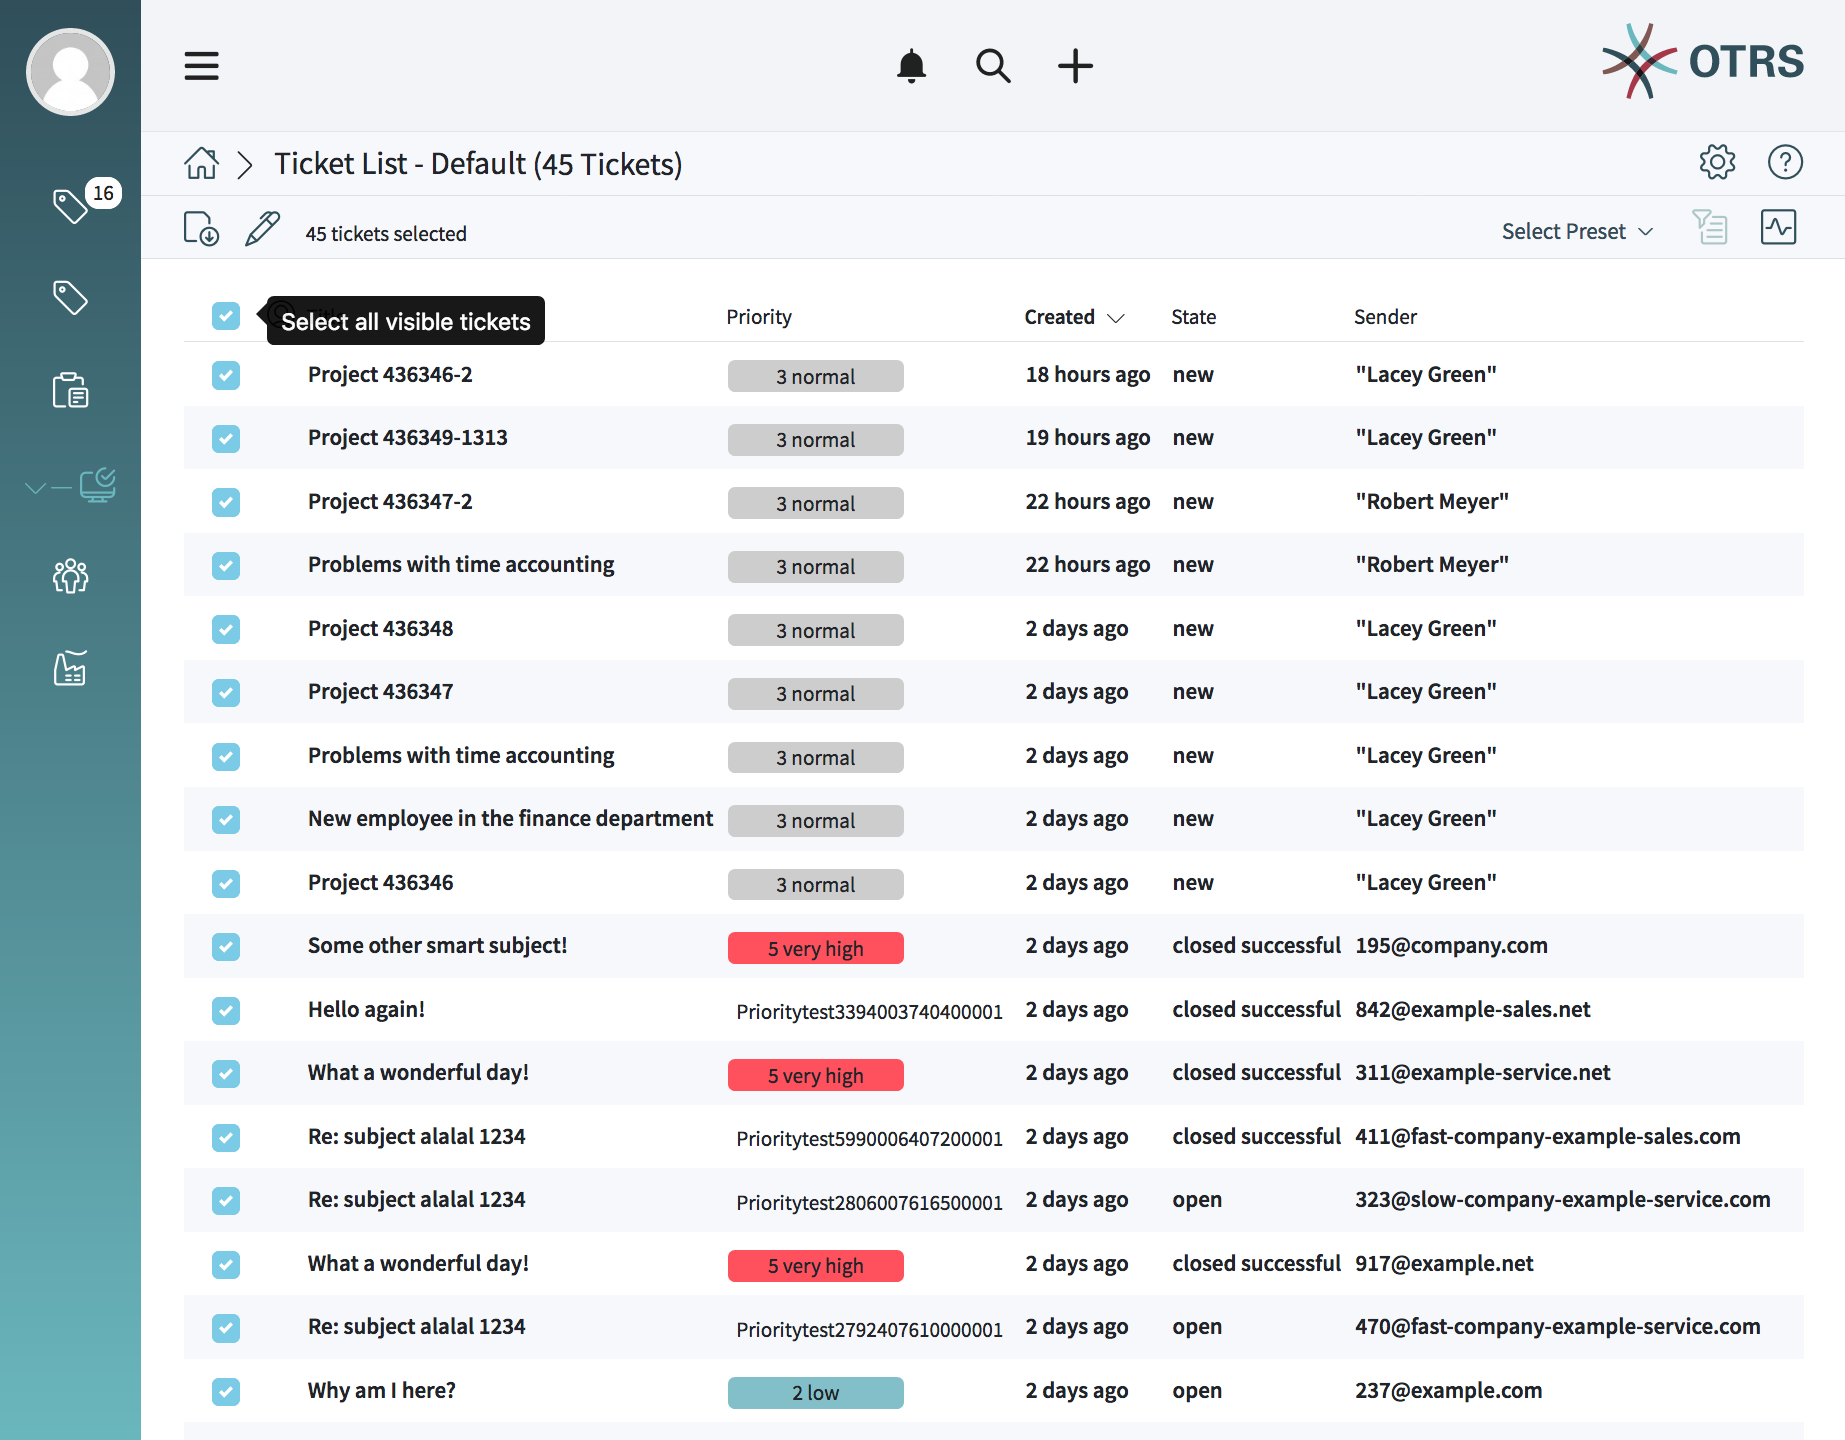 OTRS
16
Ticket List - Default (45 Tickets)
45 tickets selected
Select Preset
Select all visible tickets
Priority Created State Sender
Project 436346-2 3 normal 18 hours ago new "Lacey Green"
Project 436349-1313 3 normal 19 hours ago new "Lacey Green"
Project 436347-2 3 normal 22 hours ago new "Robert Meyer"
Problems with time accounting 3 normal 22 hours ago new "Robert Meyer"
Project 436348 3 normal 2 days ago new "Lacey Green"
Project 436347 3 normal 2 days ago new "Lacey Green"
Problems with time accounting 3 normal 2 days ago new "Lacey Green"
New employee in the finance department 3 normal 2 days ago new "Lacey Green"
Project 436346 3 normal 2 days ago new "Lacey Green"
Some other smart subject! 5 very high 2 days ago closed successful 195@company.com
Hello again! Prioritytest3394003740400001 2 days ago closed successful 842@example-sales.net
What a wonderful day! 5 very high 2 days ago closed successful 311@example-service.net
Re: subject alalal 1234 Prioritytest5990006407200001 2 days ago closed successful 411@fast-company-example-sales.com
Re: subject alalal 1234 Prioritytest2806007616500001 2 days ago open 323@slow-company-example-service.com
What a wonderful day! 5 very high 2 days ago closed successful 917@example.net
Re: subject alalal 1234 Prioritytest2792407610000001 2 days ago open 470@fast-company-example-service.com
Why am I here? 2 low 2 days ago open 237@example.com